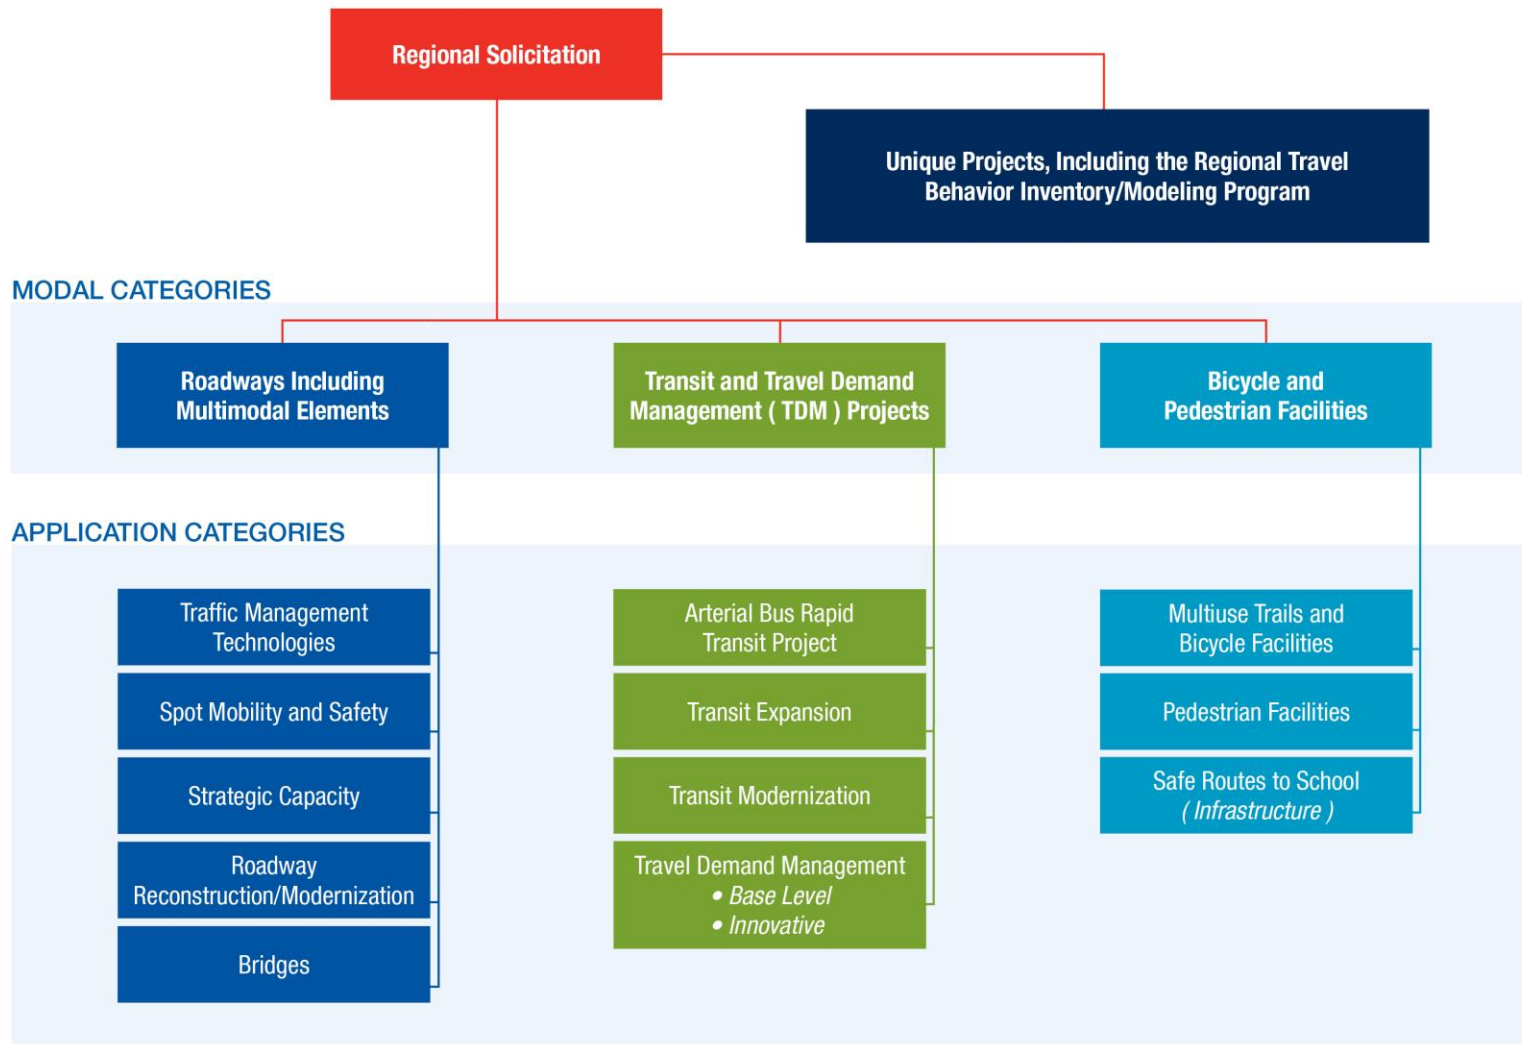 Regional Solicitation
Unique Projects, Including the Regional Travel
Behavior Inventory/Modeling Program
MODAL CATEGORIES
Roadways Including
Multimodal Elements
Transit and Travel Demand
Management ( TDM ) Projects
Bicycle and
Pedestrian Facilities
APPLICATION CATEGORIES
Traffic Management
Technologies
Spot Mobility and Safety
Strategic Capacity
Roadway
Reconstruction/Modernization
Bridges
Arterial Bus Rapid
Transit Project
Transit Expansion
Transit Modernization
Travel Demand Management
• Base Level
• Innovative
Multiuse Trails and
Bicycle Facilities
Pedestrian Facilities
Safe Routes to School
( Infrastructure )